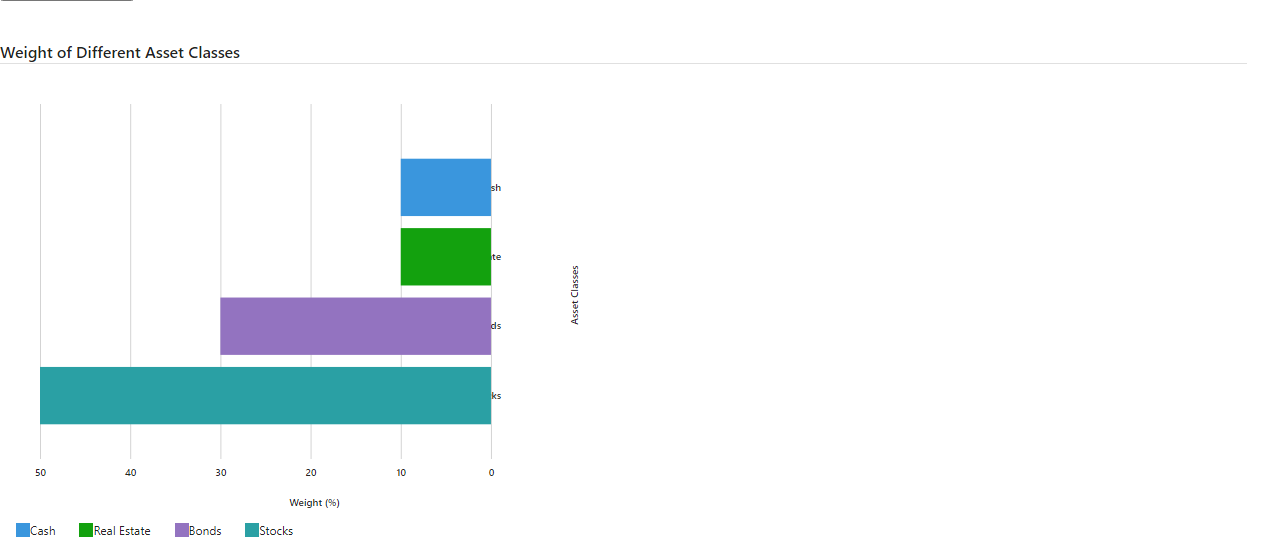 Weight of Different Asset Classes
sh
te
Asset Classes
ds
ks
50 40 30 20 10 0
Weight (%)
Cash Real Estate Bonds Stocks